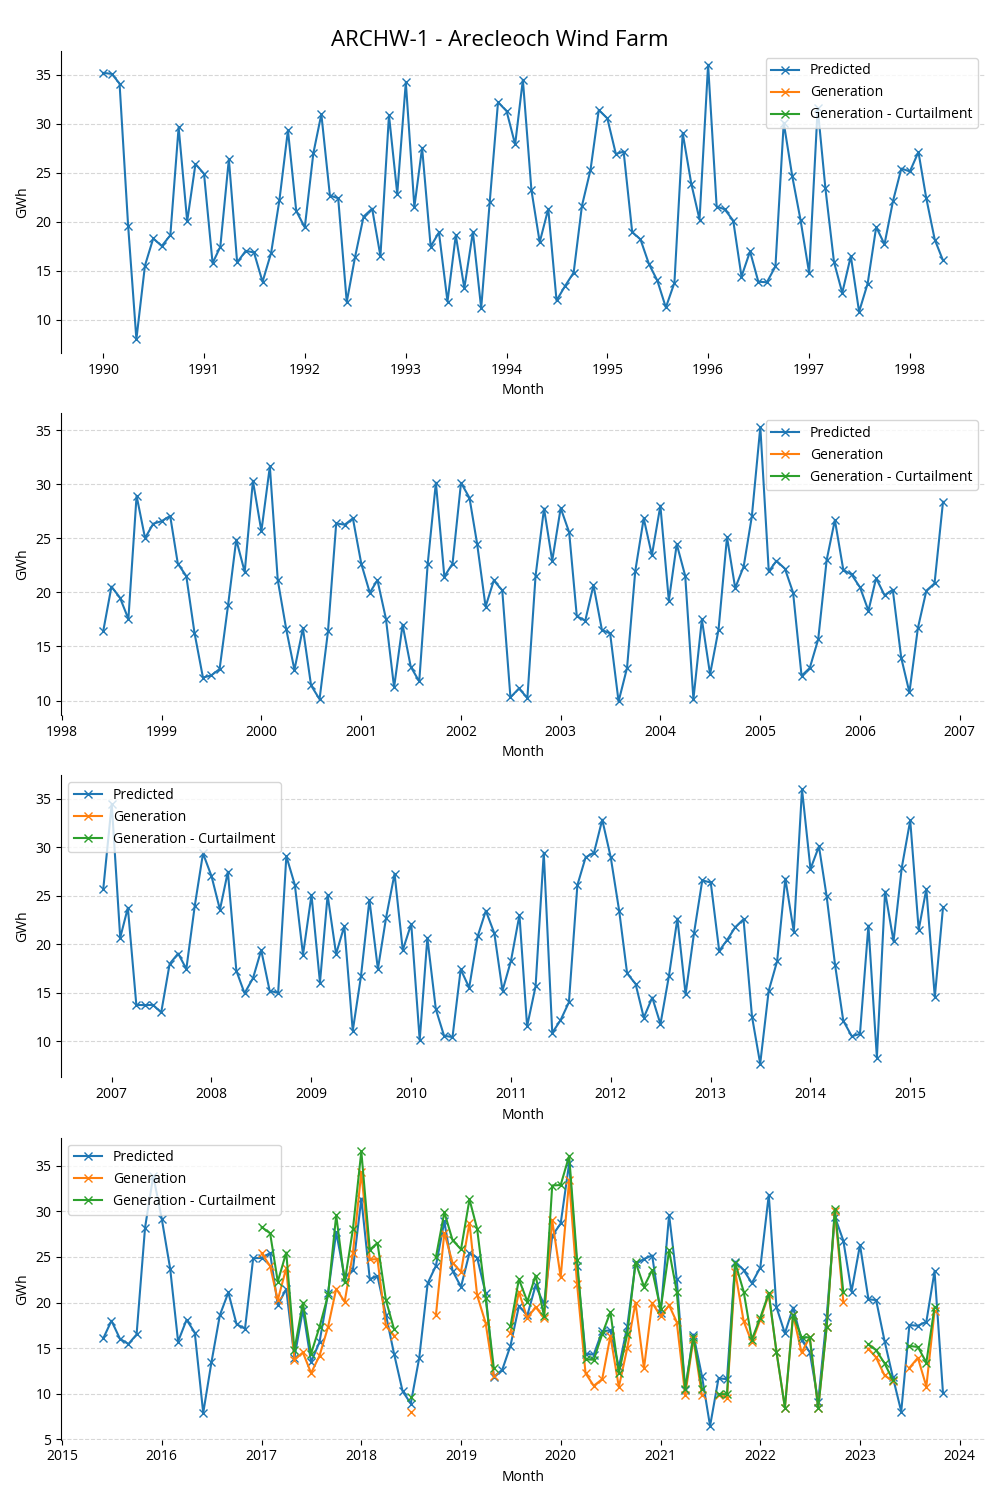 ARCHW-1 - Arecleoch Wind Farm
35
30
25
20
15
10
GWh
Predicted
Generation
Generation - Curtailment
1990 1991 1992 1993 1994 1995 1996 1997 1998
Month
35
30
25
20
15
10
GWh
Predicted
Generation
Generation - Curtailment
1998 1999 2000 2001 2002 2003 2004 2005 2006 2007
Month
35
30
25
20
15
10
GWh
Predicted
Generation
Generation - Curtailment
2007 2008 2009 2010 2011 2012 2013 2014 2015
Month
35
30
25
20
15
10
5
GWh
Predicted
Generation
Generation - Curtailment
2015 2016 2017 2018 2019 2020 2021 2022 2023 2024
Month